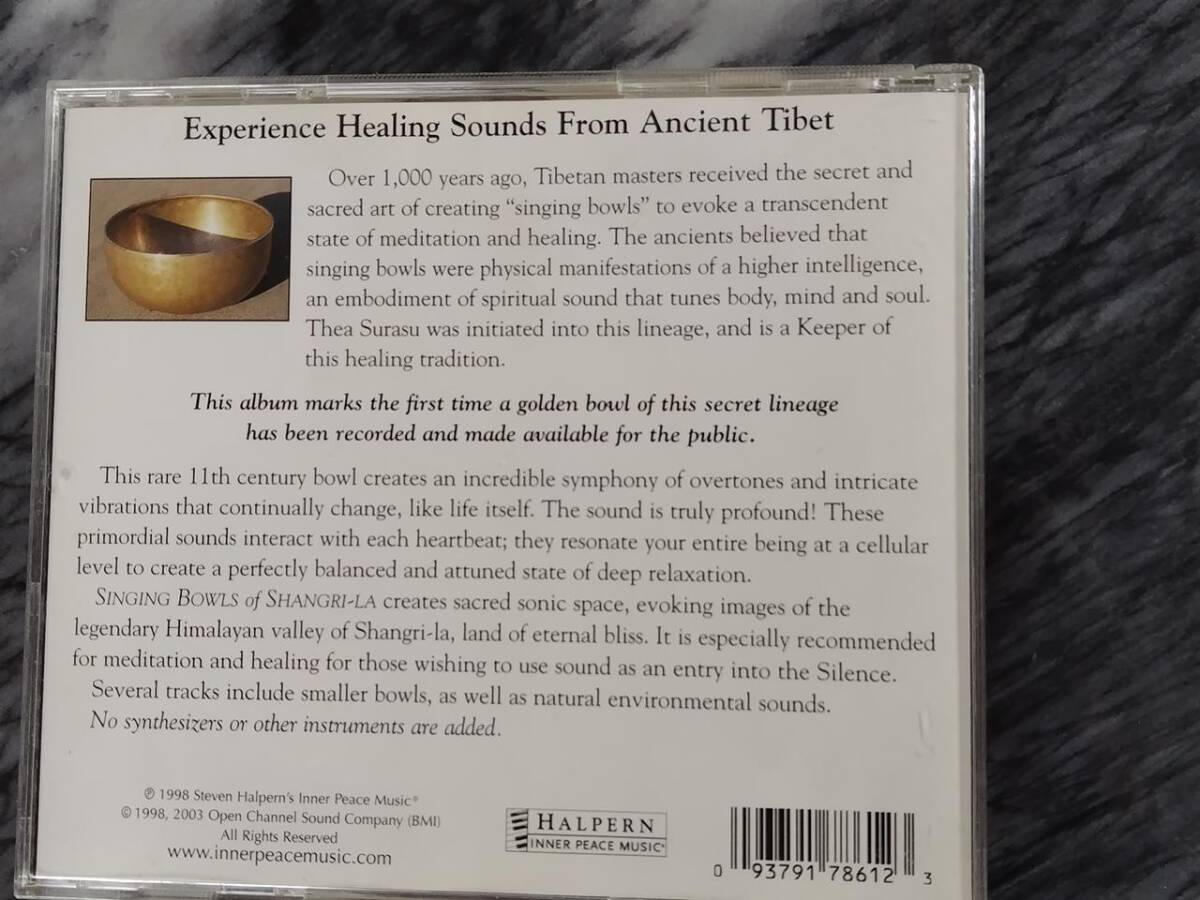 Experience Healing Sounds From Ancient Tibet
Over 1,000 years ago, Tibetan masters received the secret and
sacred art of creating “singing bowls” to evoke a transcendent
state of meditation and healing. The ancients believed that
singing bowls were physical manifestations of a higher intelligence,
an embodiment of spiritual sound that tunes body, mind and soul.
Thea Surasu was initiated into this lineage, and is a Keeper of
this healing tradition.
This album marks the first time a golden bowl of this secret lineage
has been recorded and made available for the public.
This rare 11th century bowl creates an incredible symphony of overtones and intricate
vibrations that continually change, like life itself. The sound is truly profound! These
primordial sounds interact with each heartbeat; they resonate your entire being at a cellular
level to create a perfectly balanced and attuned state of deep relaxation.
SINGING BOWLS of SHANGRI-LA creates sacred sonic space, evoking images of the
legendary Himalayan valley of Shangri-la, land of eternal bliss. It is especially recommended
for meditation and healing for those wishing to use sound as an entry into the Silence.
Several tracks include smaller bowls, as well as natural environmental sounds.
No synthesizers or other instruments are added.
℗ 1998 Steven Halpern's Inner Peace Music®
© 1998, 2003 Open Channel Sound Company (BMI)
All Rights Reserved
www.innerpeacemusic.com
HALPERN
INNER PEACE MUSIC®
0 93791 78612 3